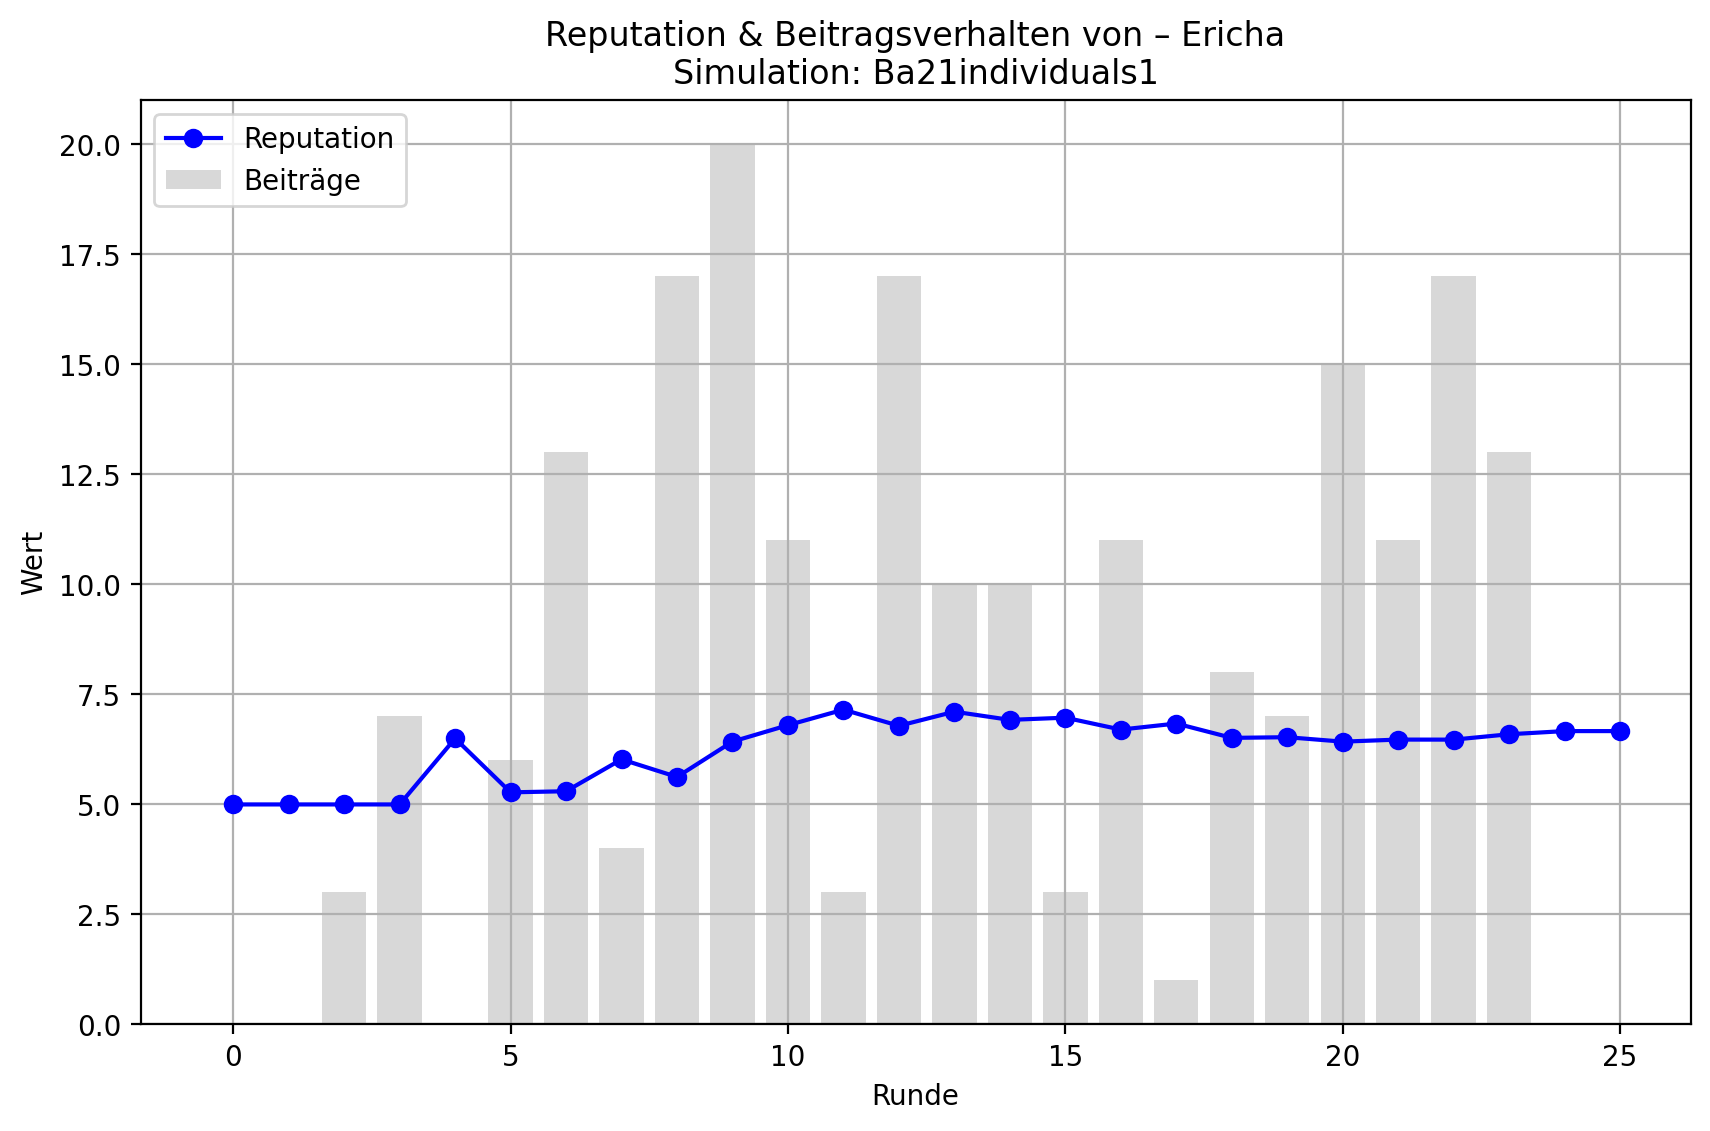 Reputation & Beitragsverhalten von – Ericha
Simulation: Ba21individuals1
Reputation
Beiträge
20.0
17.5
15.0
12.5
10.0
7.5
5.0
2.5
0.0
Wert
0 5 10 15 20 25
Runde